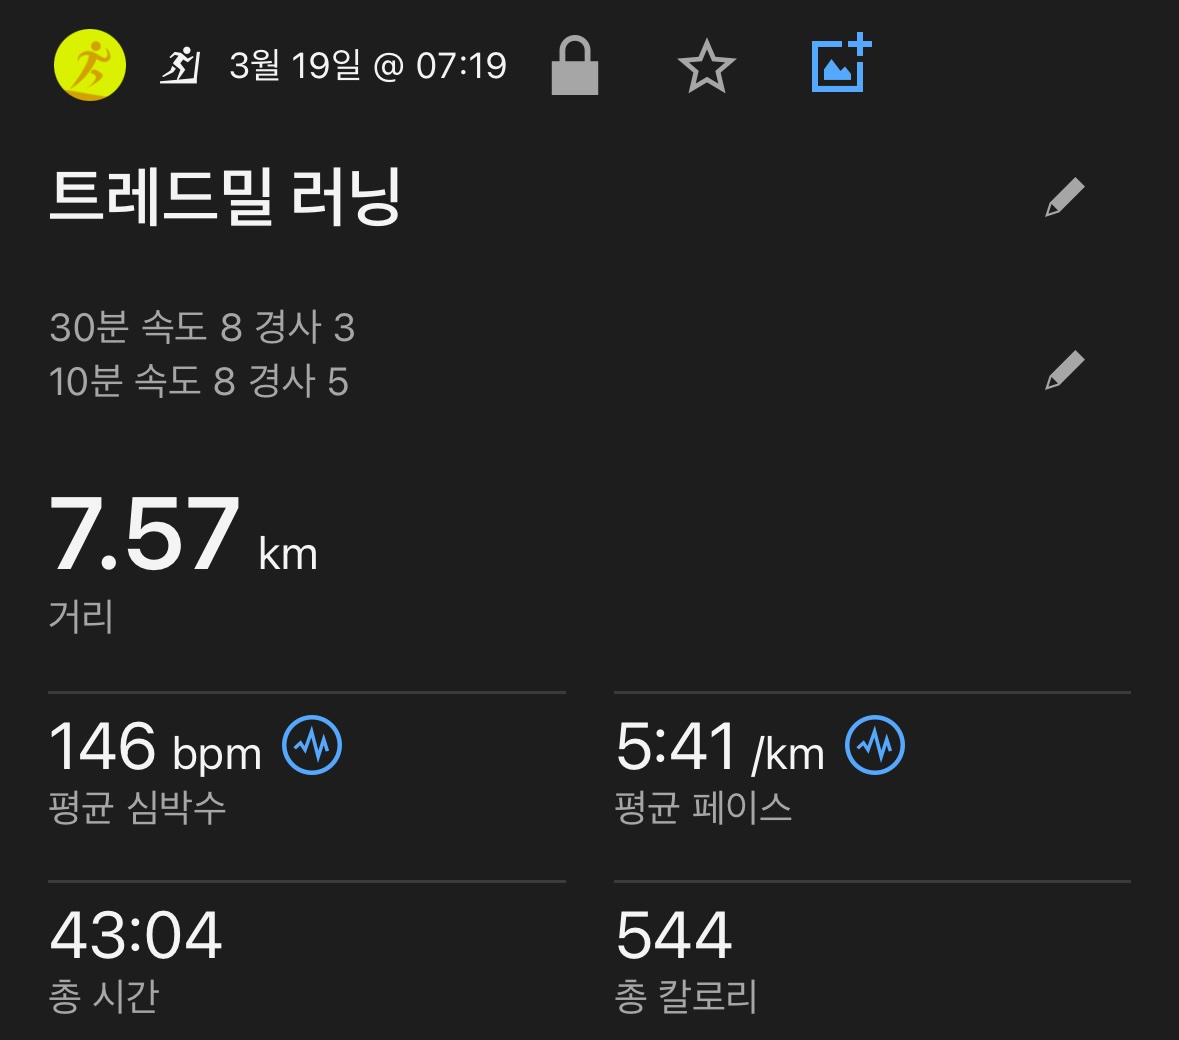 3월 19일 @ 07:19
트레드밀 러닝
30분 속도 8 경사 3
10분 속도 8 경사 5
7.57 km
거리
146 bpm
평균 심박수
5:41 /km
평균 페이스
43:04
총 시간
544
총 칼로리